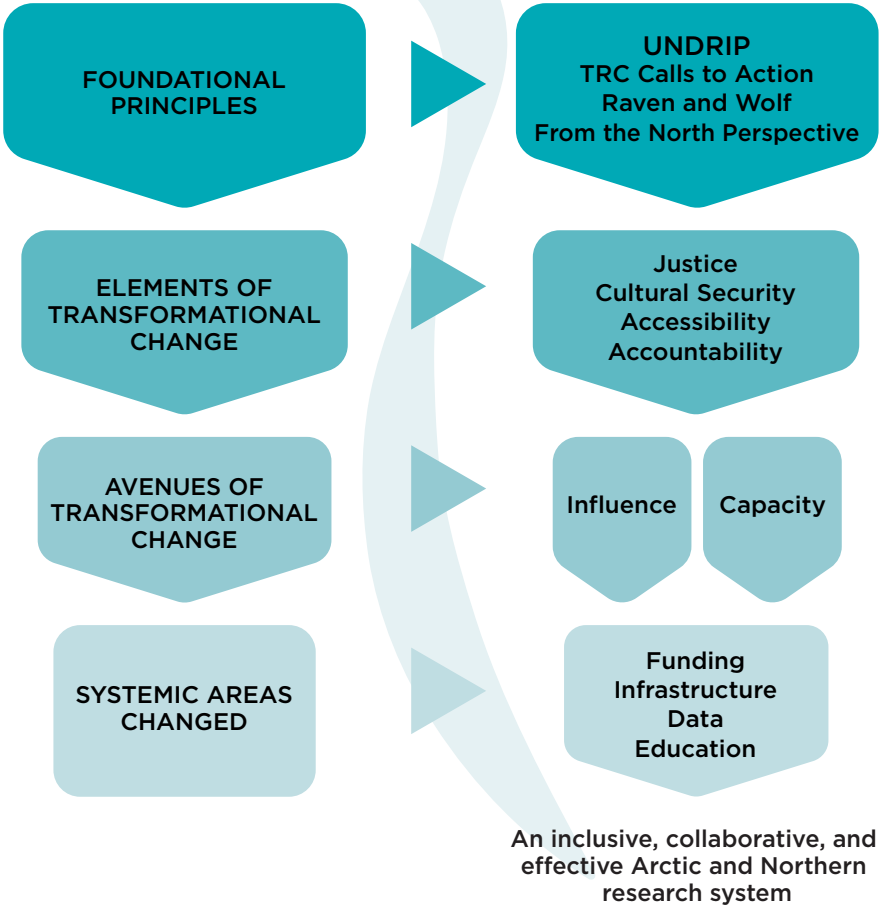 FOUNDATIONAL
PRINCIPLES
UNDRIP
TRC Calls to Action
Raven and Wolf
From the North Perspective
ELEMENTS OF
TRANSFORMATIONAL
CHANGE
Justice
Cultural Security
Accessibility
Accountability
AVENUES OF
TRANSFORMATIONAL
CHANGE
Influence
Capacity
SYSTEMIC AREAS
CHANGED
Funding
Infrastructure
Data
Education
An inclusive, collaborative, and
effective Arctic and Northern
research system